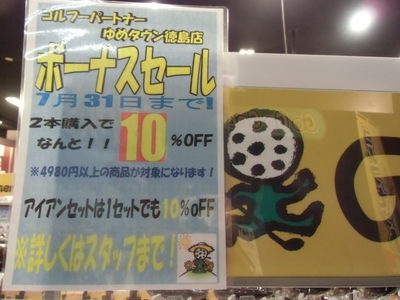 ゴルフーパートナー
ゆめタウン徳島店
ボーナスセール
7月31日まで!
2本購入で
なんと!!
10%OFF
※4980円以上の商品が対象になります!
アイアンセットは1セットでも10%OFF
※詳しくはスタッフまで!
G